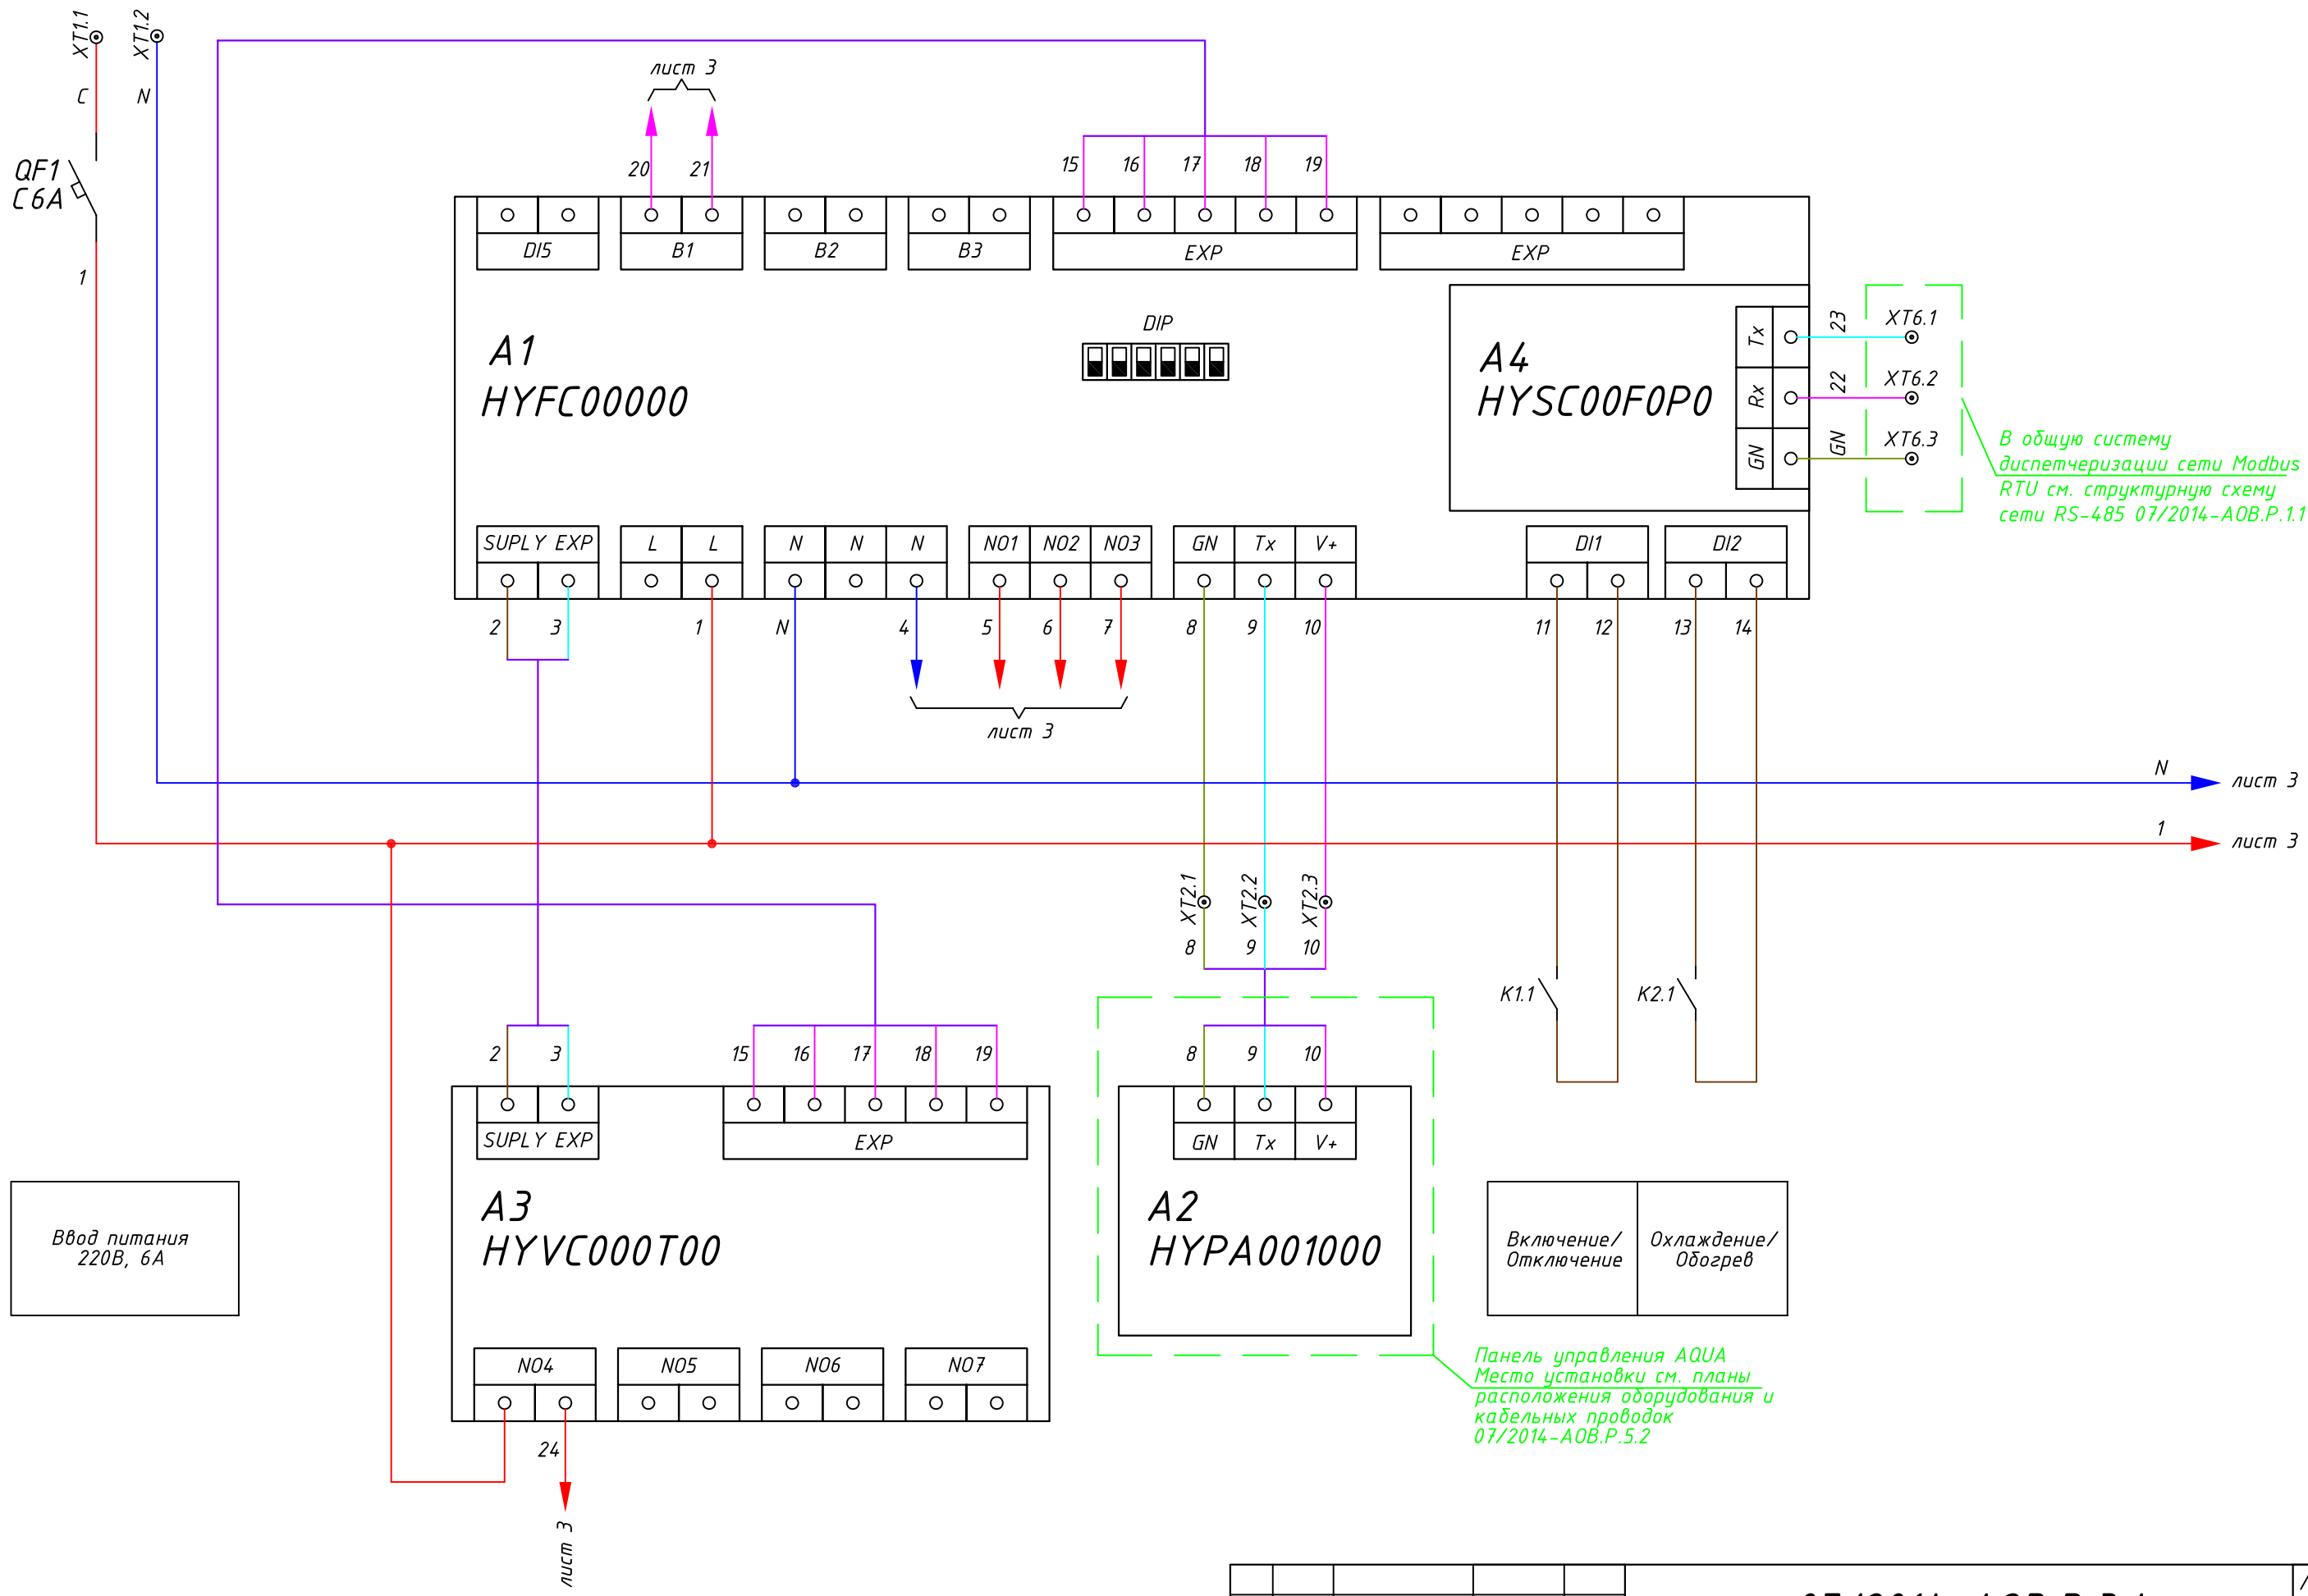 XT1.1
XT1.2
C
N
QF1
C6A
1
лист 3
20
21
15
16
17
18
19
DI5
B1
B2
B3
EXP
EXP
A1
HYFC00000
DIP
A4
HYSC00F0P0
Tx
Rx
GN
23
22
GN
XT6.1
XT6.2
XT6.3
В общую систему
диспетчеризации сети Modbus
RTU см. структурную схему
сети RS-485 07/2014-АОВ.Р.1.1
SUPLY EXP
L
L
N
N
N
NO1
NO2
NO3
GN
Tx
V+
DI1
DI2
2
3
1
N
4
5
6
7
8
9
10
11
12
13
14
лист 3
N
лист 3
1
лист 3
XT2.1
XT2.2
XT2.3
8
9
10
K1.1
K2.1
2
3
15
16
17
18
19
8
9
10
SUPLY EXP
EXP
GN
Tx
V+
A3
HYVC000T00
A2
HYPA001000
Ввод питания
220В, 6А
Включение/
Отключение
Охлаждение/
Обогрев
NO4
NO5
NO6
NO7
24
лист 3
Панель управления AQUA
Место установки см. планы
расположения оборудования и
кабельных проводок
07/2014-АОВ.Р.5.2